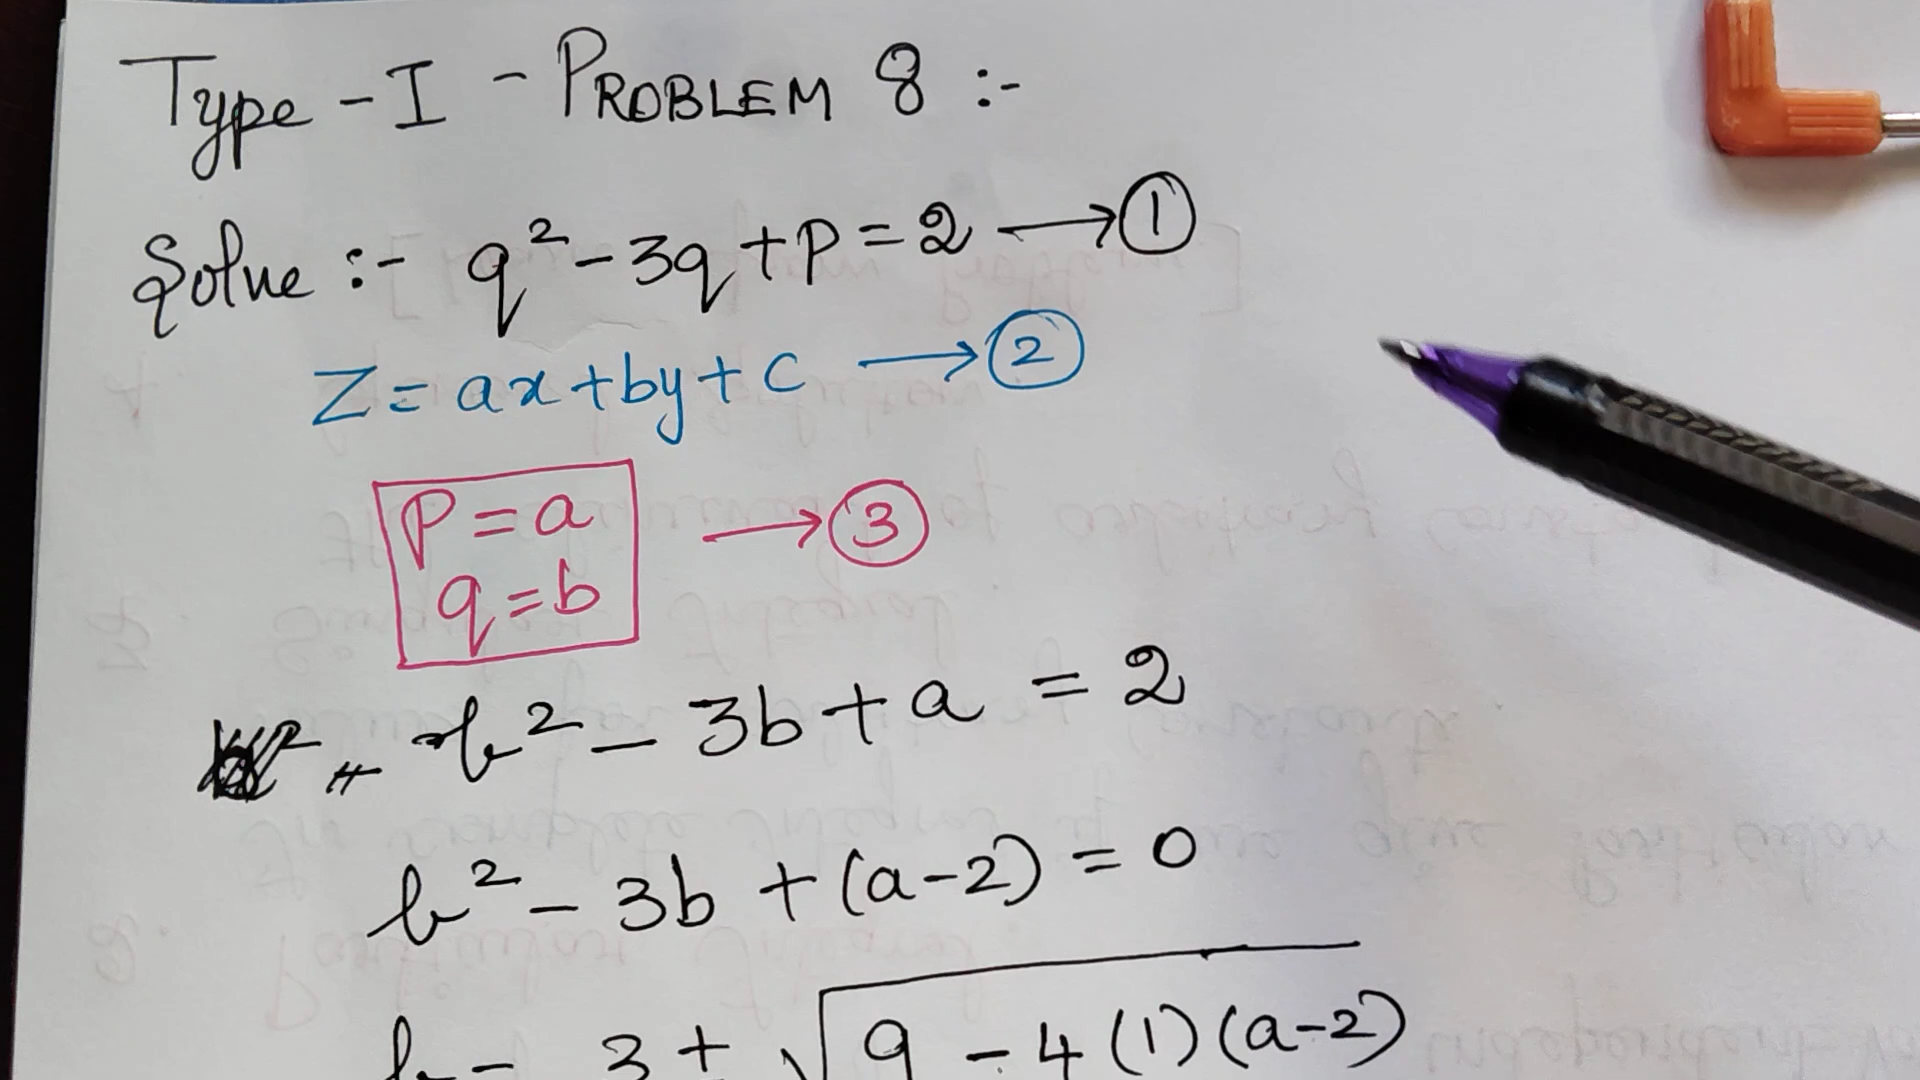 Type - I - PROBLEM 8 :-
Solve :- q² - 3q + P = 2 → ①
Z = ax + by + c → ②
P = a
q = b → ③
b² - 3b + a = 2
b² - 3b + (a-2) = 0
b = 3 ± √9 - 4(1)(a-2)